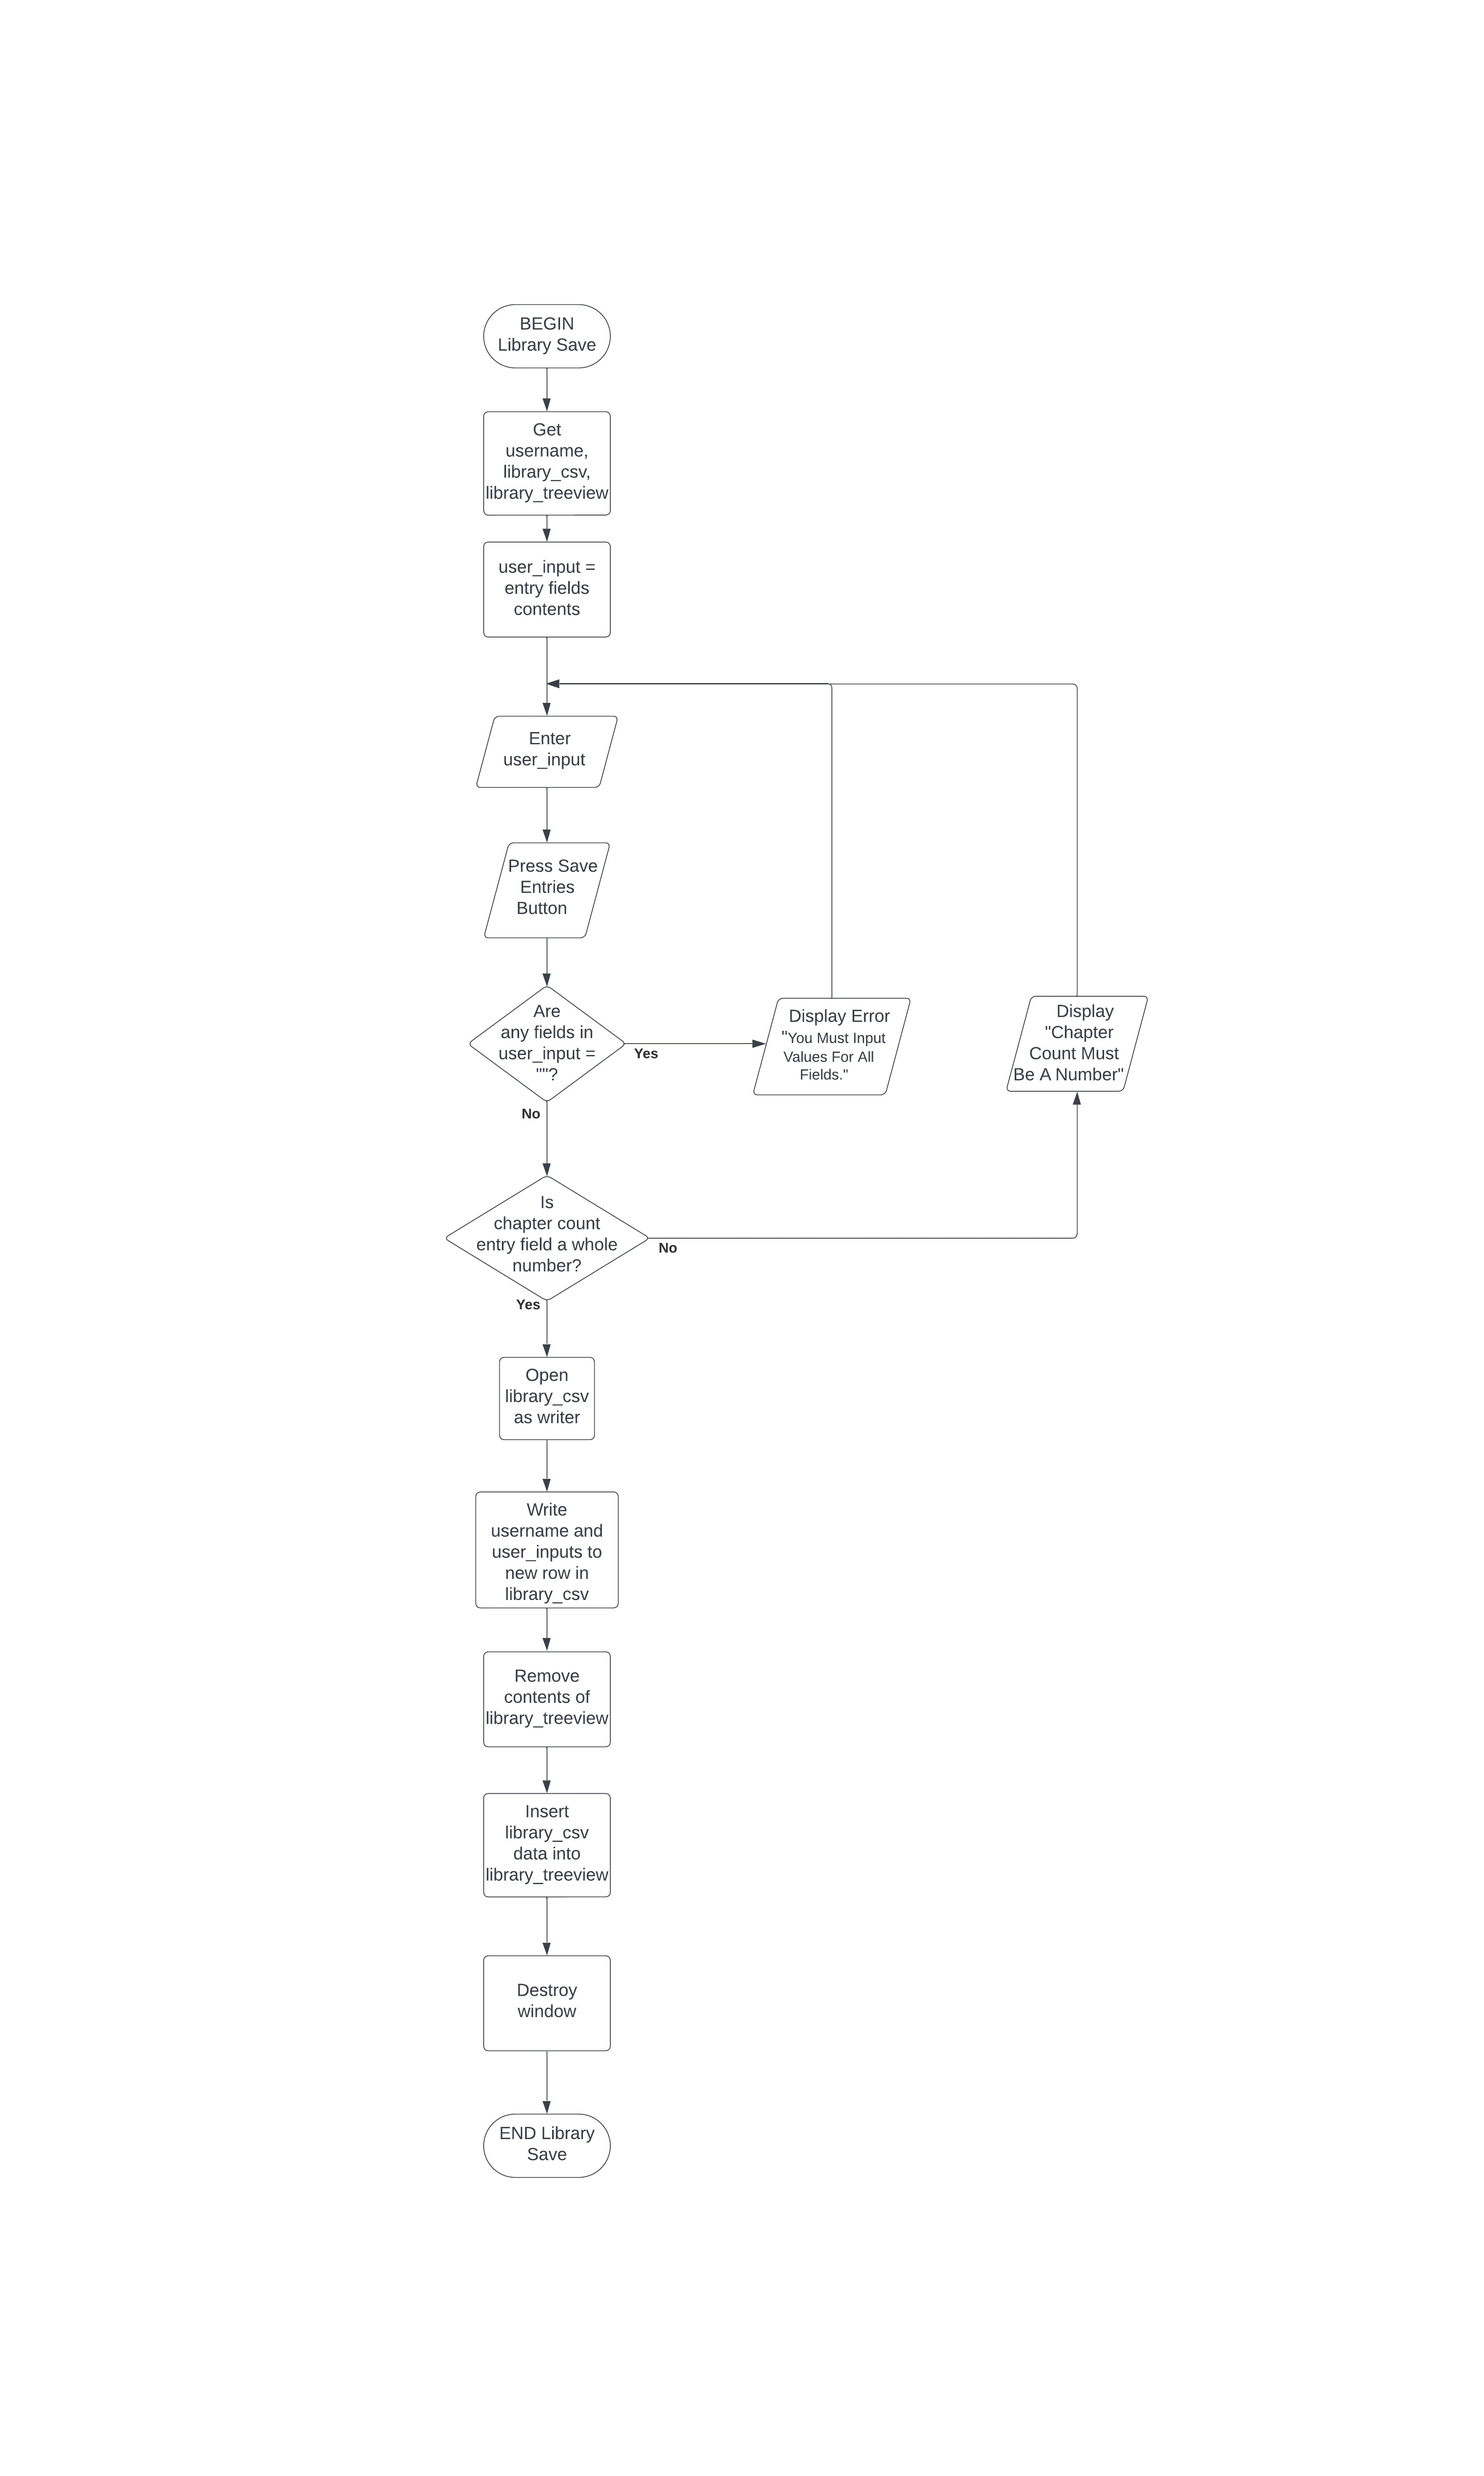 BEGIN
Library Save
Get
username,
library_csv,
library_treeview
user_input =
entry fields
contents
Enter
user_input
Press Save
Entries
Button
Are
any fields in
user_input =
""?
Yes
No
Display Error
"You Must Input
Values For All
Fields."
Display
"Chapter
Count Must
Be A Number"
Is
chapter count
entry field a whole
number?
No
Yes
Open
library_csv
as writer
Write
username and
user_inputs to
new row in
library_csv
Remove
contents of
library_treeview
Insert
library_csv
data into
library_treeview
Destroy
window
END Library
Save